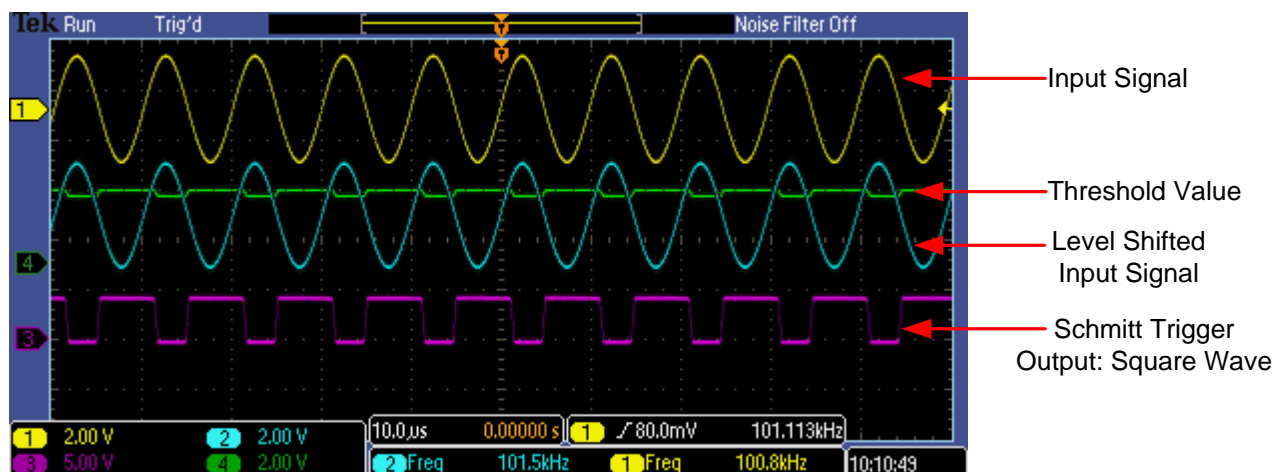 Tek Run Trig'd Noise Filter Off
Input Signal
1
Threshold Value
Level Shifted
Input Signal
4
Schmitt Trigger
Output: Square Wave
3
1 2.00 V 2 2.00 V 10.0µs 0.00000 s 1 80.0mV 101.113kHz
3 5.00 V 4 2.00 V 2 Freq 101.5kHz 1 Freq 100.8kHz 10:10:49